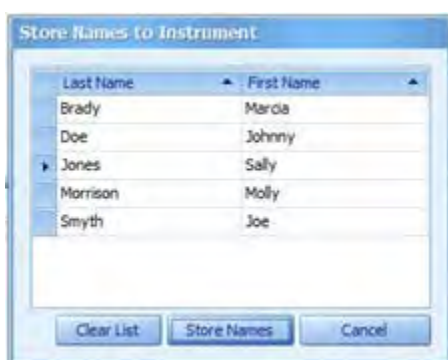 Store Names to Instrument
Last Name First Name
Brady Marcia
Doe Johnny
Jones Sally
Morrison Molly
Smyth Joe
Clear List Store Names Cancel